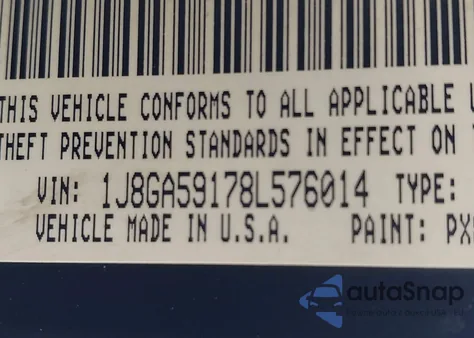 THIS VEHICLE CONFORMS TO ALL APPLICABLE
THEFT PREVENTION STANDARDS IN EFFECT ON
VIN: 1J8GA59178L576014 TYPE:
VEHICLE MADE IN U.S.A. PAINT: PX
autoSnap